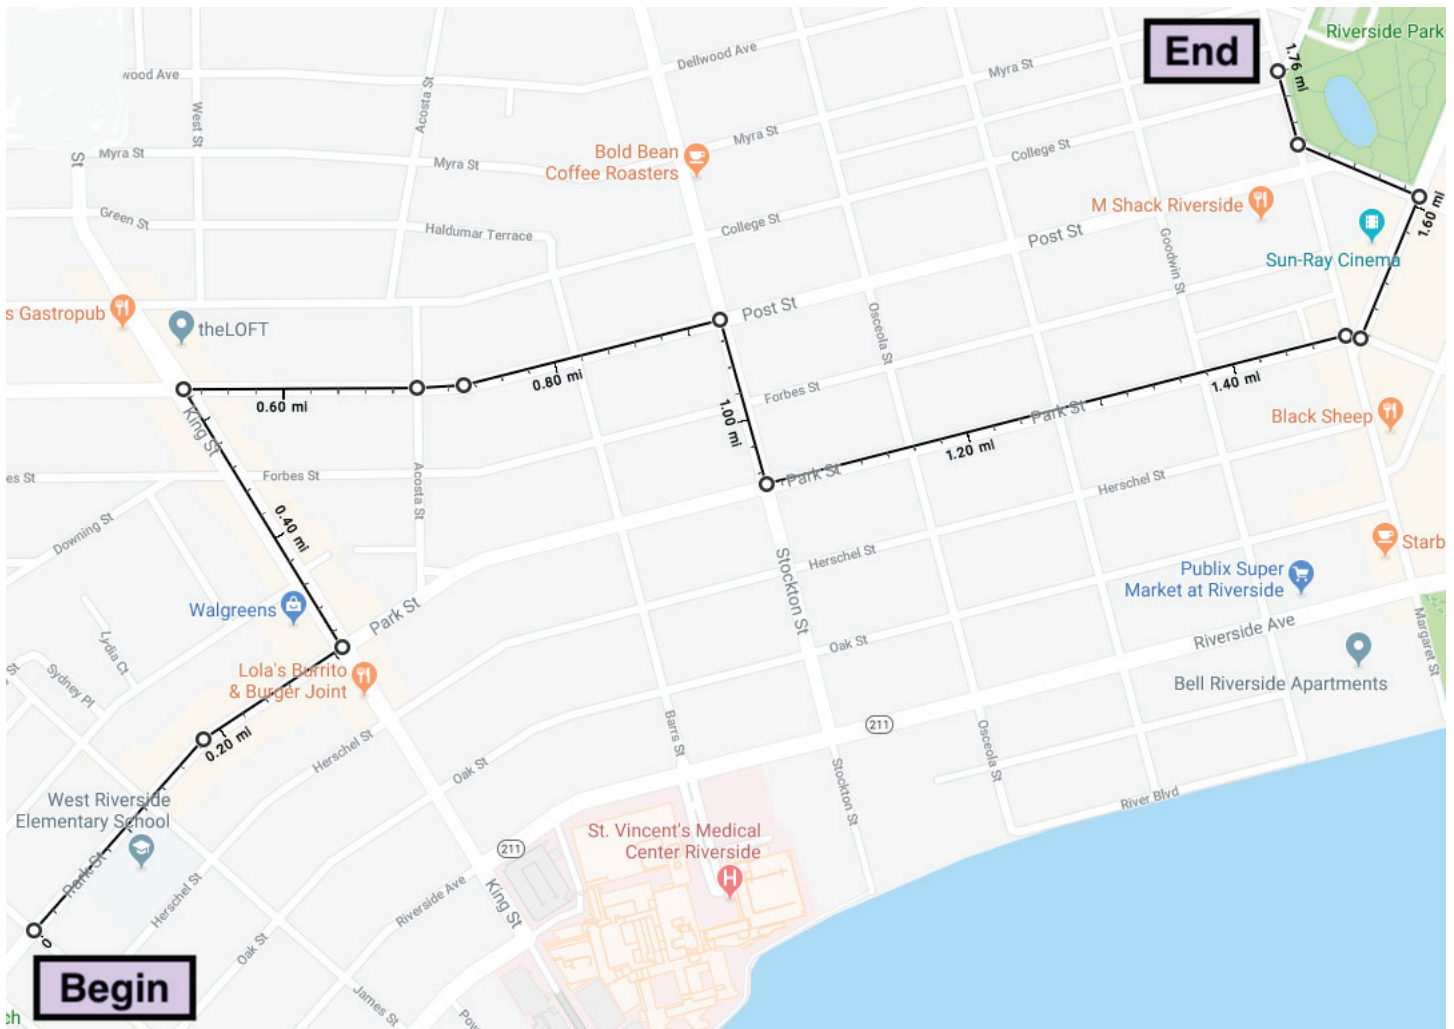 End
Riverside Park
1.76 mi
Dellwood Ave
wood Ave
Myra St
West St
Acosta St
St
Myra St
Myra St
Myra St
Bold Bean
Coffee Roasters
College St
M Shack Riverside
1.60 mi
Green St
Haldumar Terrace
College St
Post St
Goodwin St
Sun-Ray Cinema
s Gastropub
theLOFT
Post St
Osceola St
0.80 mi
0.60 mi
1.00 mi
Forbes St
1.40 mi
King St
Park St
Black Sheep
1.20 mi
Park St
es St
Forbes St
Acosta St
Herschel St
0.40 mi
Downing St
Herschel St
Starb
Stockton St
Publix Super
Market at Riverside
Walgreens
Park St
Riverside Ave
Margaret St
Lydia Ct
Oak St
St
Sydney Pl
Lola's Burrito
& Burger Joint
Bell Riverside Apartments
0.20 mi
Barrs St
211
Herschel St
Oak St
Osceola St
Stockton St
West Riverside
Elementary School
River Blvd
St. Vincent's Medical
Center Riverside
211
H
Park St
Herschel St
Riverside Ave
King St
0
Oak St
Begin
James St
Pow
ch